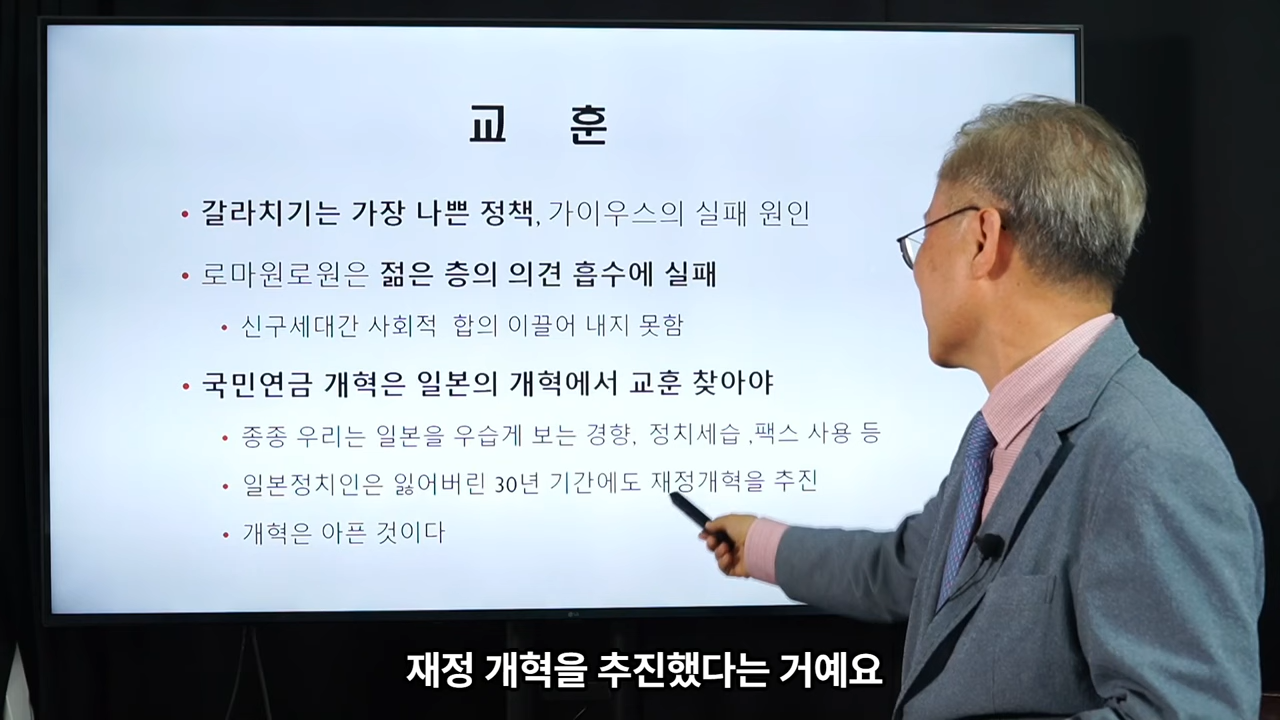 교 훈
• 갈라치기는 가장 나쁜 정책, 가이우스의 실패 원인
• 로마원로원은 젊은 층의 의견 흡수에 실패
• 신구세대간 사회적 합의 이끌어 내지 못함
• 국민연금 개혁은 일본의 개혁에서 교훈 찾아야
• 종종 우리는 일본을 우습게 보는 경향, 정치세습 ,팩스 사용 등
• 일본정치인은 잃어버린 30년 기간에도 재정개혁을 추진
• 개혁은 아픈 것이다
LG
재정 개혁을 추진했다는 거예요